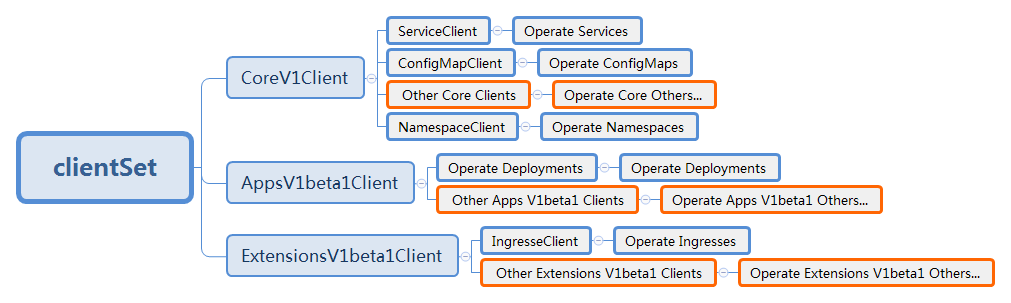 clientSet
CoreV1Client
ServiceClient
Operate Services
ConfigMapClient
Operate ConfigMaps
Other Core Clients
Operate Core Others...
NamespaceClient
Operate Namespaces
AppsV1beta1Client
Operate Deployments
Operate Deployments
Other Apps V1beta1 Clients
Operate Apps V1beta1 Others...
ExtensionsV1beta1Client
IngresseClient
Operate Ingresses
Other Extensions V1beta1 Clients
Operate Extensions V1beta1 Others...